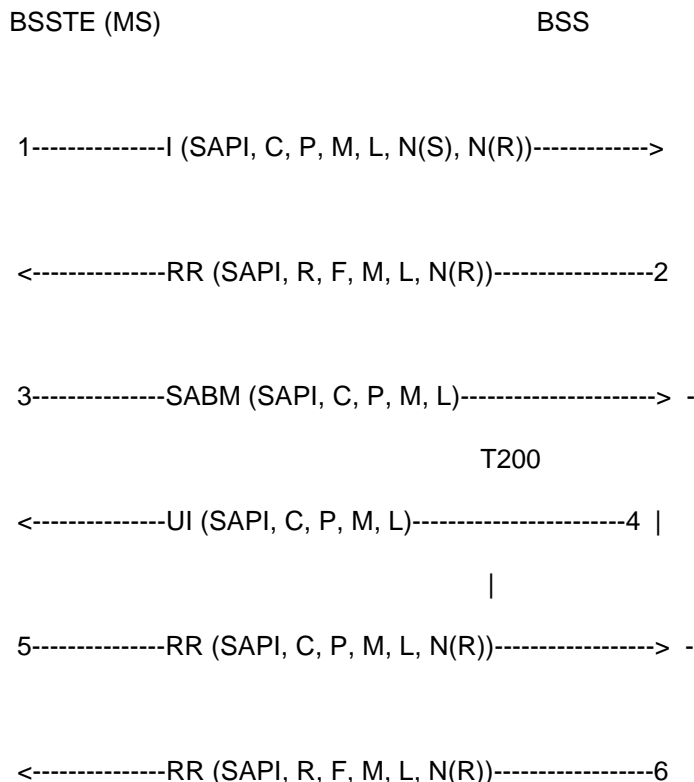 BSSTE (MS) BSS
1---------------I (SAPI, C, P, M, L, N(S), N(R))------------->
<---------------RR (SAPI, R, F, M, L, N(R))------------------2
3---------------SABM (SAPI, C, P, M, L)----------------------> -
T200
<---------------UI (SAPI, C, P, M, L)------------------------4 |
|
5---------------RR (SAPI, C, P, M, L, N(R))------------------> -
<---------------RR (SAPI, R, F, M, L, N(R))------------------6